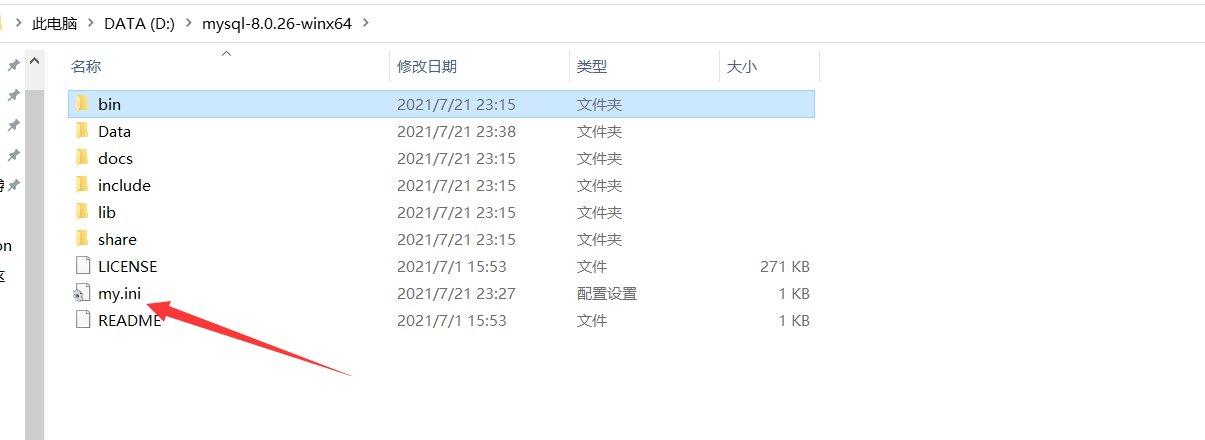 此电脑 > DATA (D:) > mysql-8.0.26-winx64 >
名称 修改日期 类型 大小
bin 2021/7/21 23:15 文件夹
Data 2021/7/21 23:38 文件夹
docs 2021/7/21 23:15 文件夹
include 2021/7/21 23:15 文件夹
lib 2021/7/21 23:15 文件夹
share 2021/7/21 23:15 文件夹
on
LICENSE 2021/7/1 15:53 文件 271 KB
my.ini 2021/7/21 23:27 配置设置 1 KB
README 2021/7/1 15:53 文件 1 KB